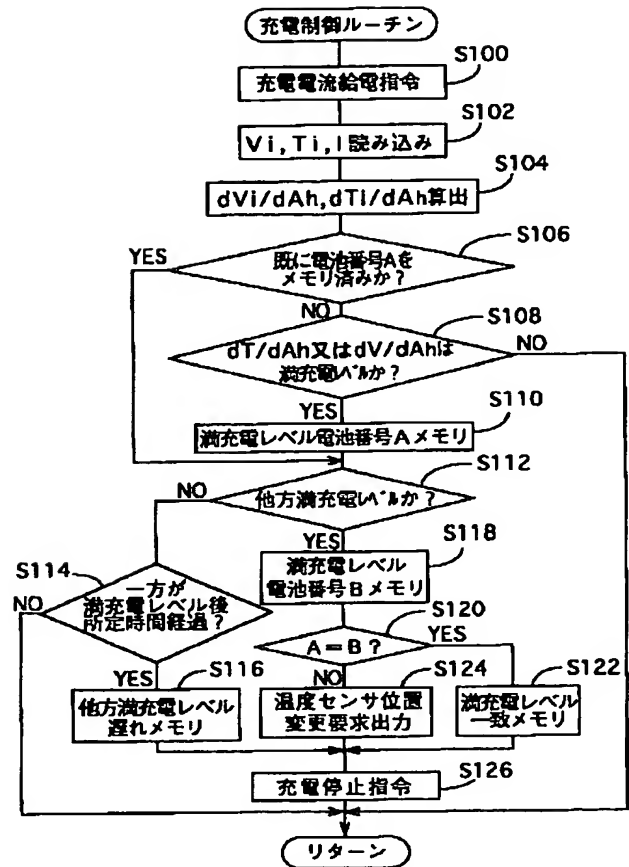 充電制御ルーチン
S100
充電電流給電指令
S102
Vi,Ti,I読み込み
S104
dVi/dAh,dTi/dAh算出
S106
YES
既に電池番号Aを
メモリ済みか?
NO
S108
dT/dAh又はdV/dAhは
満充電レベルか?
NO
YES
S110
満充電レベル電池番号Aメモリ
S112
NO
他方満充電レベルか?
YES
S118
満充電レベル
電池番号Bメモリ
S114
一方が
満充電レベル後
所定時間経過?
NO
S120
A=B?
YES
YES
S116
NO
S124
S122
他方満充電レベル
遅れメモリ
温度センサ位置
変更要求出力
満充電レベル
一致メモリ
S126
充電停止指令
リターン